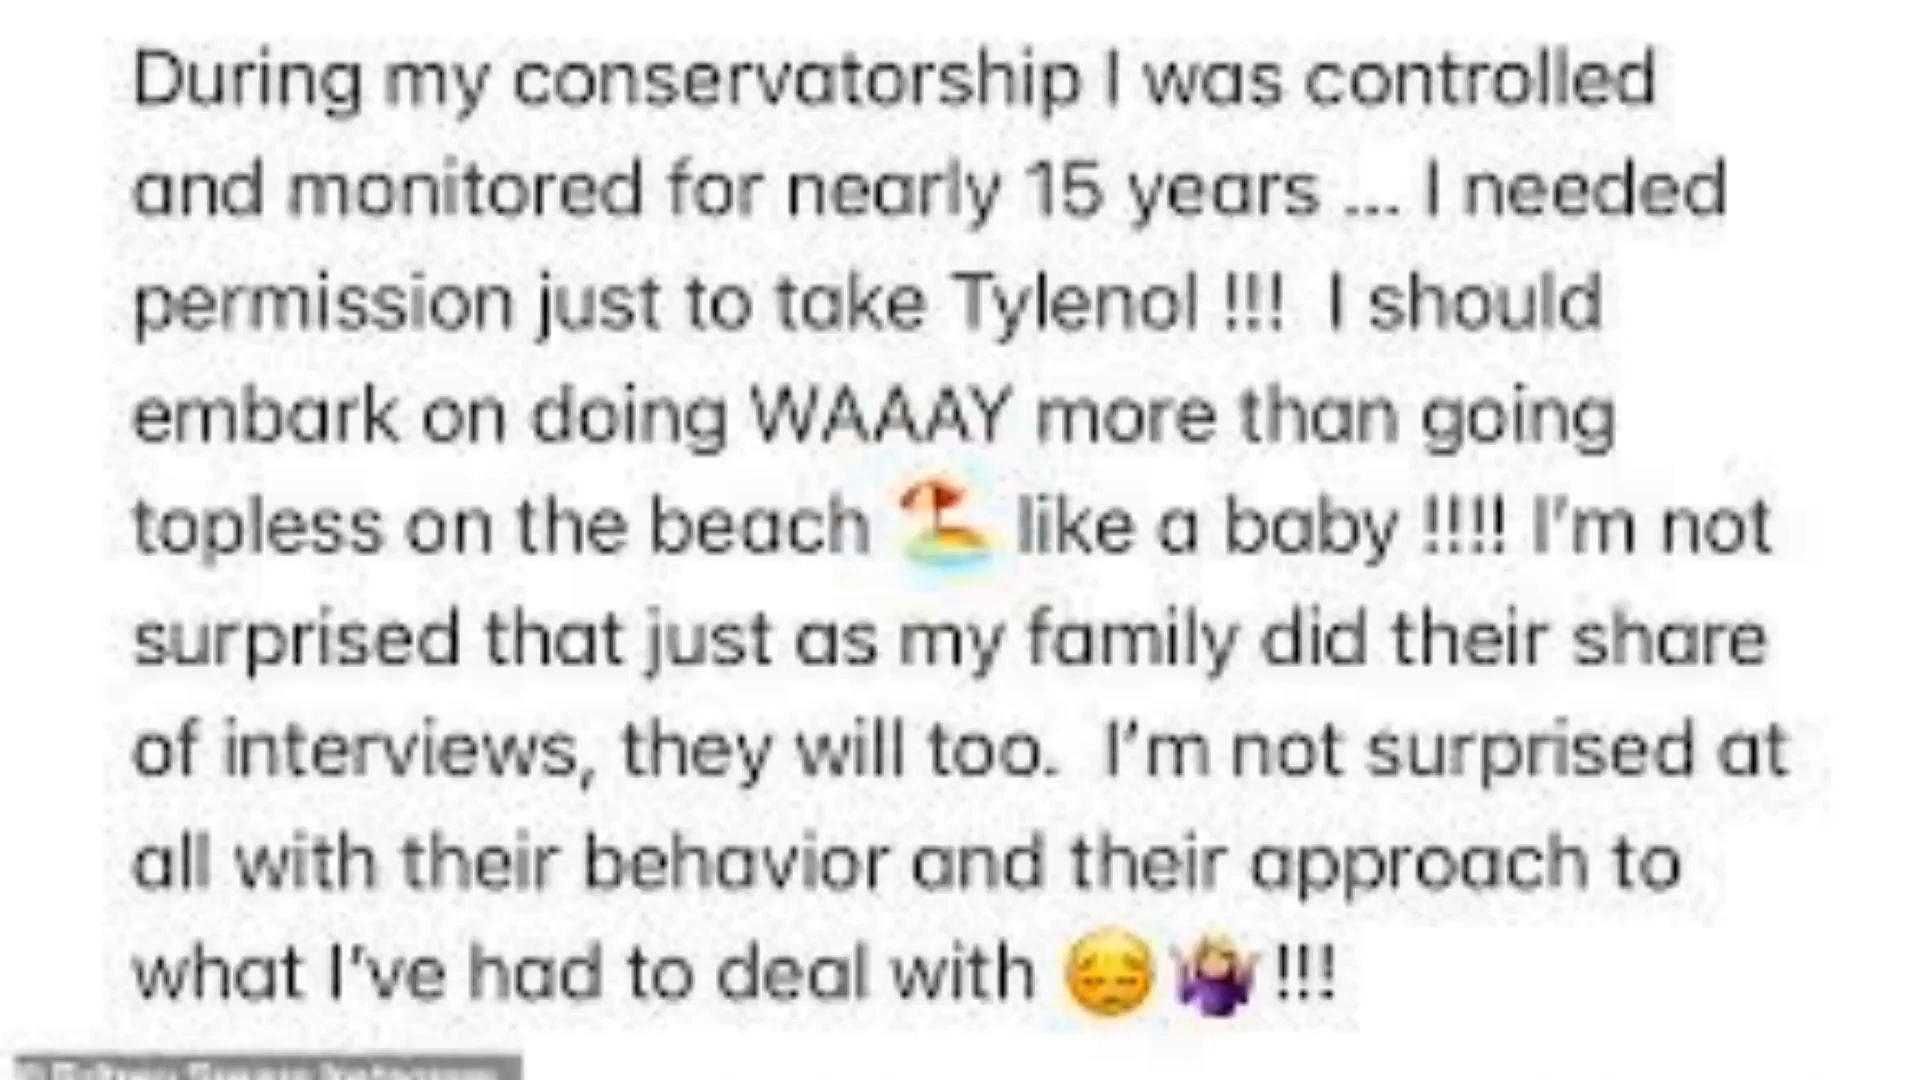 During my conservatorship I was controlled
and monitored for nearly 15 years ... I needed
permission just to take Tylenol !!!  I should
embark on doing WAAAY more than going
topless on the beach 🏖️ like a baby !!!! I'm not
surprised that just as my family did their share
of interviews, they will too.  I'm not surprised at
all with their behavior and their approach to
what I've had to deal with 😔🤷🏼‍♀️!!!
© Britney Spears Instagram